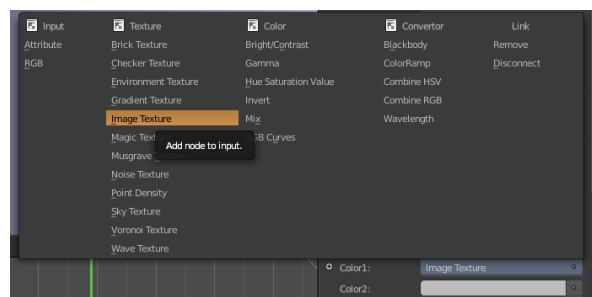 Input
Attribute
RGB
Texture
Brick Texture
Checker Texture
Environment Texture
Gradient Texture
Image Texture
Magic
Musgrave
Noise Texture
Point Density
Sky Texture
Voronoi Texture
Wave Texture
Color
Bright/Contrast
Gamma
Hue Saturation Value
Invert
Mix
RGB Curves
Convertor
Blackbody
ColorRamp
Combine HSV
Combine RGB
Wavelength
Link
Remove
Disconnect
Add node to input.
Color1: Image Texture
Color2: